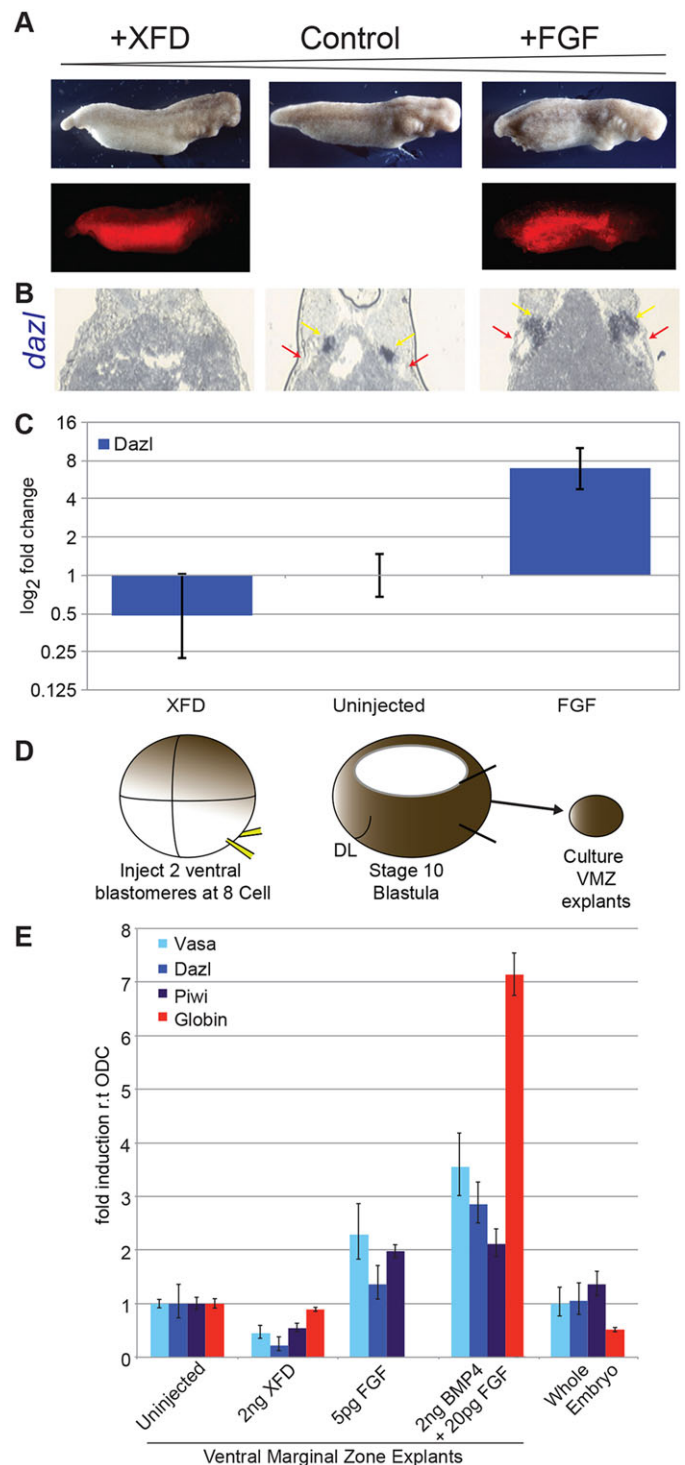 A
+XFD Control +FGF
B
dazl
C
Dazl
log2 fold change
16
8
4
2
1
0.5
0.25
0.125
XFD Uninjected FGF
D
DL
Inject 2 ventral
blastomeres at 8 Cell
Stage 10
Blastula
Culture
VMZ
explants
E
Vasa
Dazl
Piwi
Globin
fold induction r.t ODC
8
7
6
5
4
3
2
1
0
Uninjected
2ng XFD
5pg FGF
2ng BMP4
+ 20pg FGF
Whole
Embryo
Ventral Marginal Zone Explants